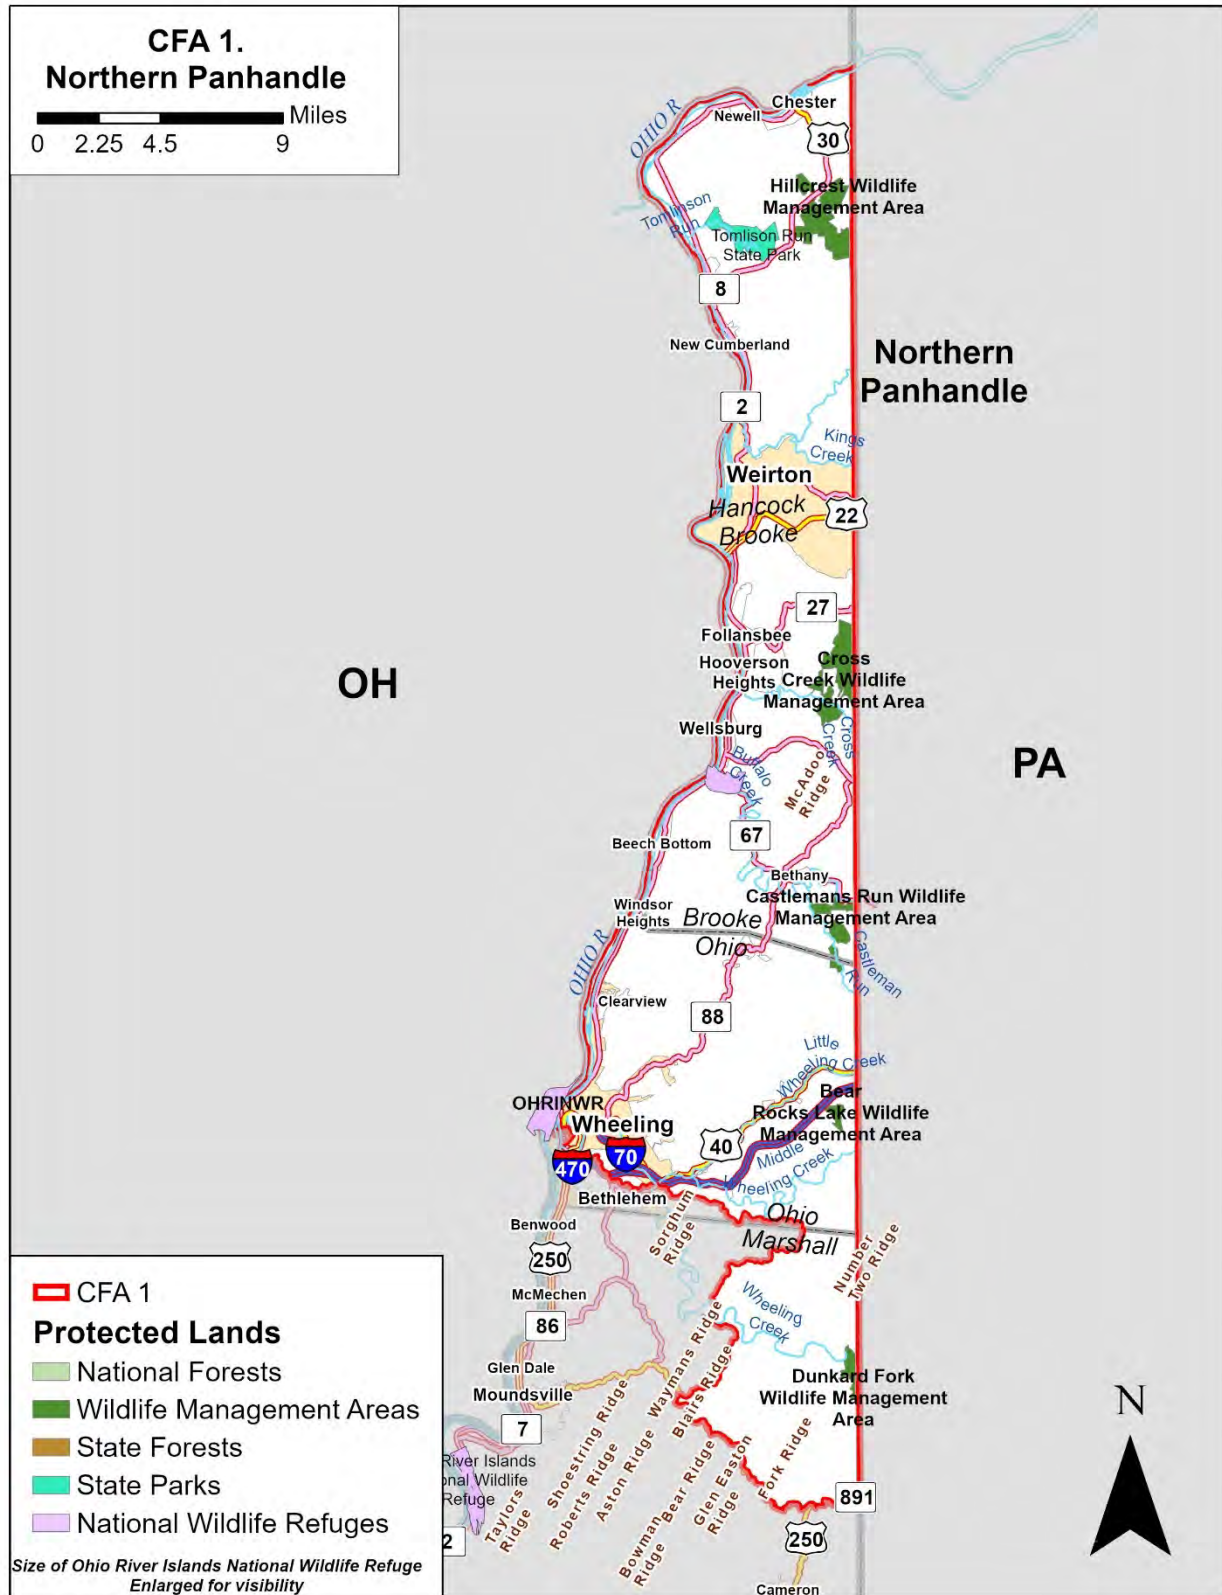 CFA 1.
Northern Panhandle
Miles
0 2.25 4.5 9
Chester
Newell
OHIO R
30
Hillcrest Wildlife
Management Area
Tomlinson
Run
Tomlison Run
State Park
8
New Cumberland
Northern
Panhandle
2
Kings
Creek
Weirton
Hancock
Brooke
22
27
Follansbee
Hooverson
Heights
Cross
Creek Wildlife
Management Area
OH
Wellsburg
Cross
Creek
Buffalo
Creek
McAdoo
Ridge
PA
67
Beech Bottom
Bethany
Castlemans Run Wildlife
Management Area
Windsor
Heights
Brooke
Ohio
Castleman
Run
OHIO R
Clearview
88
Little
Wheeling Creek
OHRINWR
Bear
Rocks Lake Wildlife
Management Area
Wheeling
40
70
470
Middle
Wheeling Creek
Bethlehem
Sorghum
Ridge
Ohio
Marshall
Benwood
250
Number
Two Ridge
McMechen
86
Wheeling
Creek
Glen Dale
Moundsville
7
Waymans Ridge
Blairs Ridge
Dunkard Fork
Wildlife Management
Area
River Islands
onal Wildlife
Refuge
Taylors
Ridge
Shoestring Ridge
Roberts Ridge
Aston Ridge
Bowman
Ridge
Bear Ridge
Glen Easton
Ridge
Fork Ridge
891
250
2
Cameron
N
CFA 1
Protected Lands
National Forests
Wildlife Management Areas
State Forests
State Parks
National Wildlife Refuges
Size of Ohio River Islands National Wildlife Refuge
Enlarged for visibility